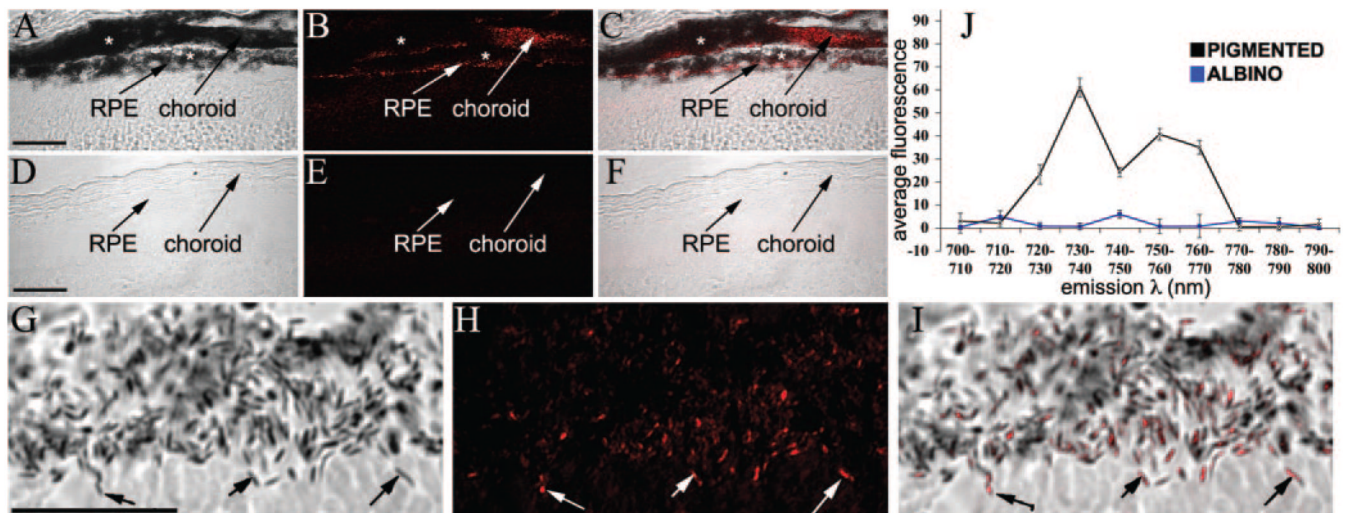 A
*
*
RPE
choroid
B
*
*
RPE
choroid
C
*
*
RPE
choroid
D
RPE
choroid
E
RPE
choroid
F
RPE
choroid
G
H
I
J
PIGMENTED
ALBINO
average fluorescence
90
80
70
60
50
40
30
20
10
0
-10
700-
710
710-
720
720-
730
730-
740
740-
750
750-
760
760-
770
770-
780
780-
790
790-
800
emission λ (nm)